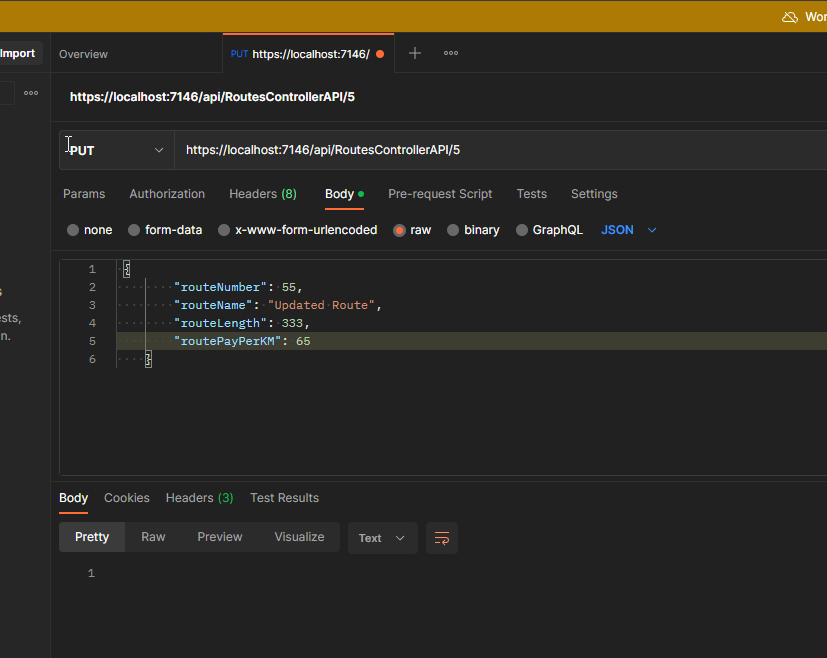 Wor
Import
Overview
PUT https://localhost:7146/
https://localhost:7146/api/RoutesControllerAPI/5
PUT
https://localhost:7146/api/RoutesControllerAPI/5
Params Authorization Headers (8) Body Pre-request Script Tests Settings
none form-data x-www-form-urlencoded raw binary GraphQL JSON
1 {
2 "routeNumber": 55,
3 "routeName": "Updated Route",
4 "routeLength": 333,
5 "routePayPerKM": 65
6 }
s
sts,
n.
Body Cookies Headers (3) Test Results
Pretty Raw Preview Visualize Text
1